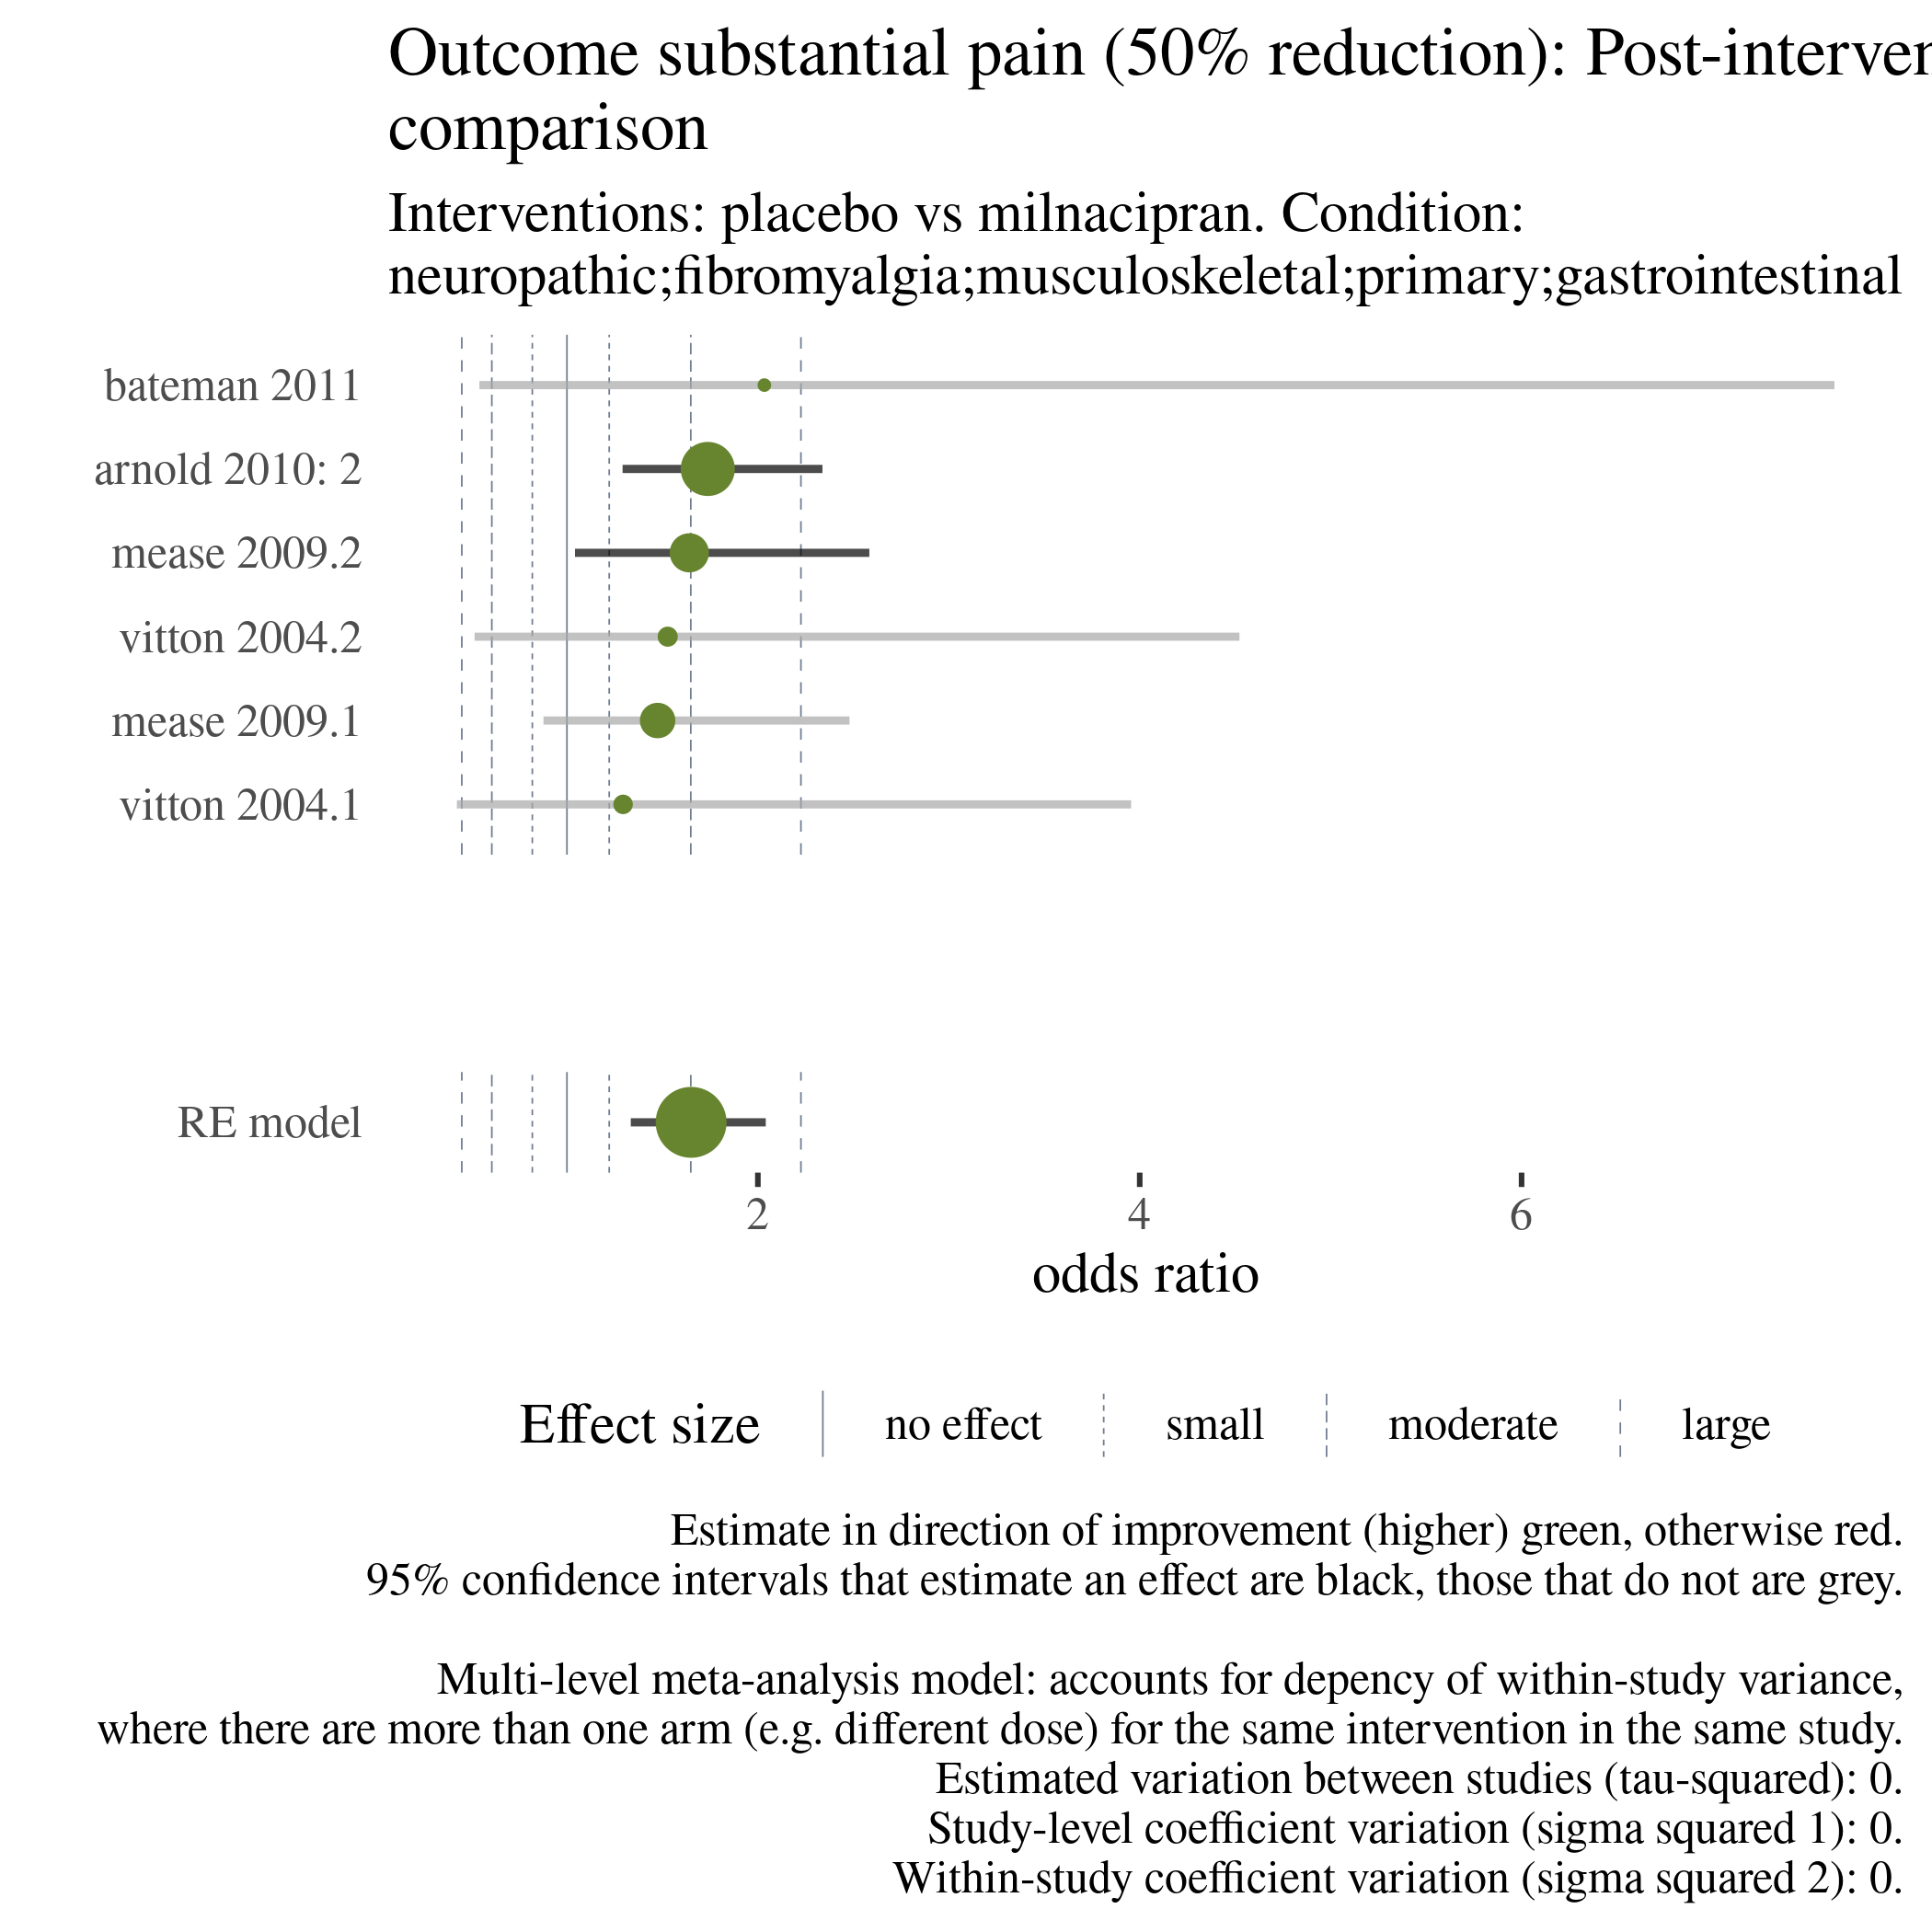 Outcome substantial pain (50% reduction): Post-interven
comparison
Interventions: placebo vs milnacipran. Condition:
neuropathic;fibromyalgia;musculoskeletal;primary;gastrointestinal
bateman 2011
arnold 2010: 2
mease 2009.2
vitton 2004.2
mease 2009.1
vitton 2004.1
RE model
2 4 6
odds ratio
Effect size no effect small moderate large
Estimate in direction of improvement (higher) green, otherwise red.
95% confidence intervals that estimate an effect are black, those that do not are grey.
Multi-level meta-analysis model: accounts for depency of within-study variance,
where there are more than one arm (e.g. different dose) for the same intervention in the same study.
Estimated variation between studies (tau-squared): 0.
Study-level coefficient variation (sigma squared 1): 0.
Within-study coefficient variation (sigma squared 2): 0.